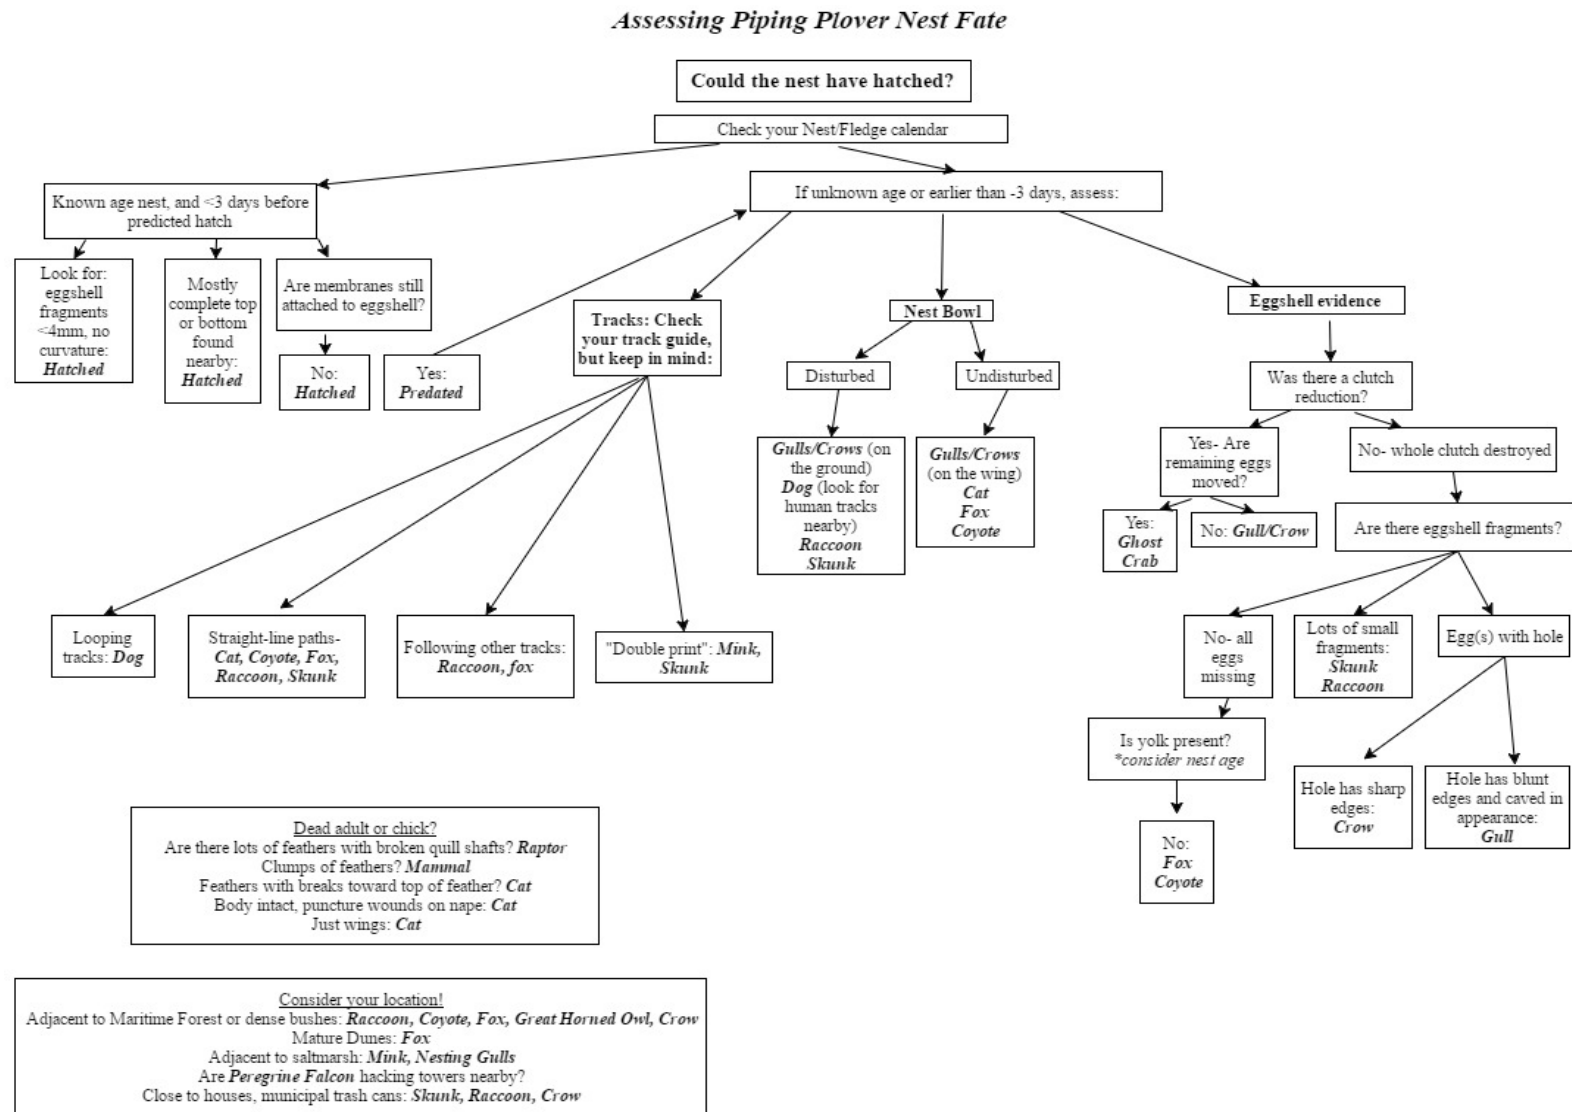 Assessing Piping Plover Nest Fate
Could the nest have hatched?
Check your Nest/Fledge calendar
Known age nest, and <3 days before
predicted hatch
If unknown age or earlier than -3 days, assess:
Look for:
eggshell
fragments
<4mm, no
curvature:
Hatched
Mostly
complete top
or bottom
found
nearby:
Hatched
Are membranes still
attached to eggshell?
No:
Hatched
Yes:
Predated
Tracks: Check
your track guide,
but keep in mind:
Looping
tracks: Dog
Straight-line paths-
Cat, Coyote, Fox,
Raccoon, Skunk
Following other tracks:
Raccoon, fox
"Double print": Mink,
Skunk
Nest Bowl
Disturbed
Undisturbed
Gulls/Crows (on
the ground)
Dog (look for
human tracks
nearby)
Raccoon
Skunk
Gulls/Crows
(on the wing)
Cat
Fox
Coyote
Eggshell evidence
Was there a clutch
reduction?
Yes- Are
remaining eggs
moved?
No- whole clutch destroyed
Yes:
Ghost
Crab
No: Gull/Crow
Are there eggshell fragments?
No- all
eggs
missing
Lots of small
fragments:
Skunk
Raccoon
Egg(s) with hole
Is yolk present?
*consider nest age
No:
Fox
Coyote
Hole has sharp
edges:
Crow
Hole has blunt
edges and caved in
appearance:
Gull
Dead adult or chick?
Are there lots of feathers with broken quill shafts? Raptor
Clumps of feathers? Mammal
Feathers with breaks toward top of feather? Cat
Body intact, puncture wounds on nape: Cat
Just wings: Cat
Consider your location!
Adjacent to Maritime Forest or dense bushes: Raccoon, Coyote, Fox, Great Horned Owl, Crow
Mature Dunes: Fox
Adjacent to saltmarsh: Mink, Nesting Gulls
Are Peregrine Falcon hacking towers nearby?
Close to houses, municipal trash cans: Skunk, Raccoon, Crow